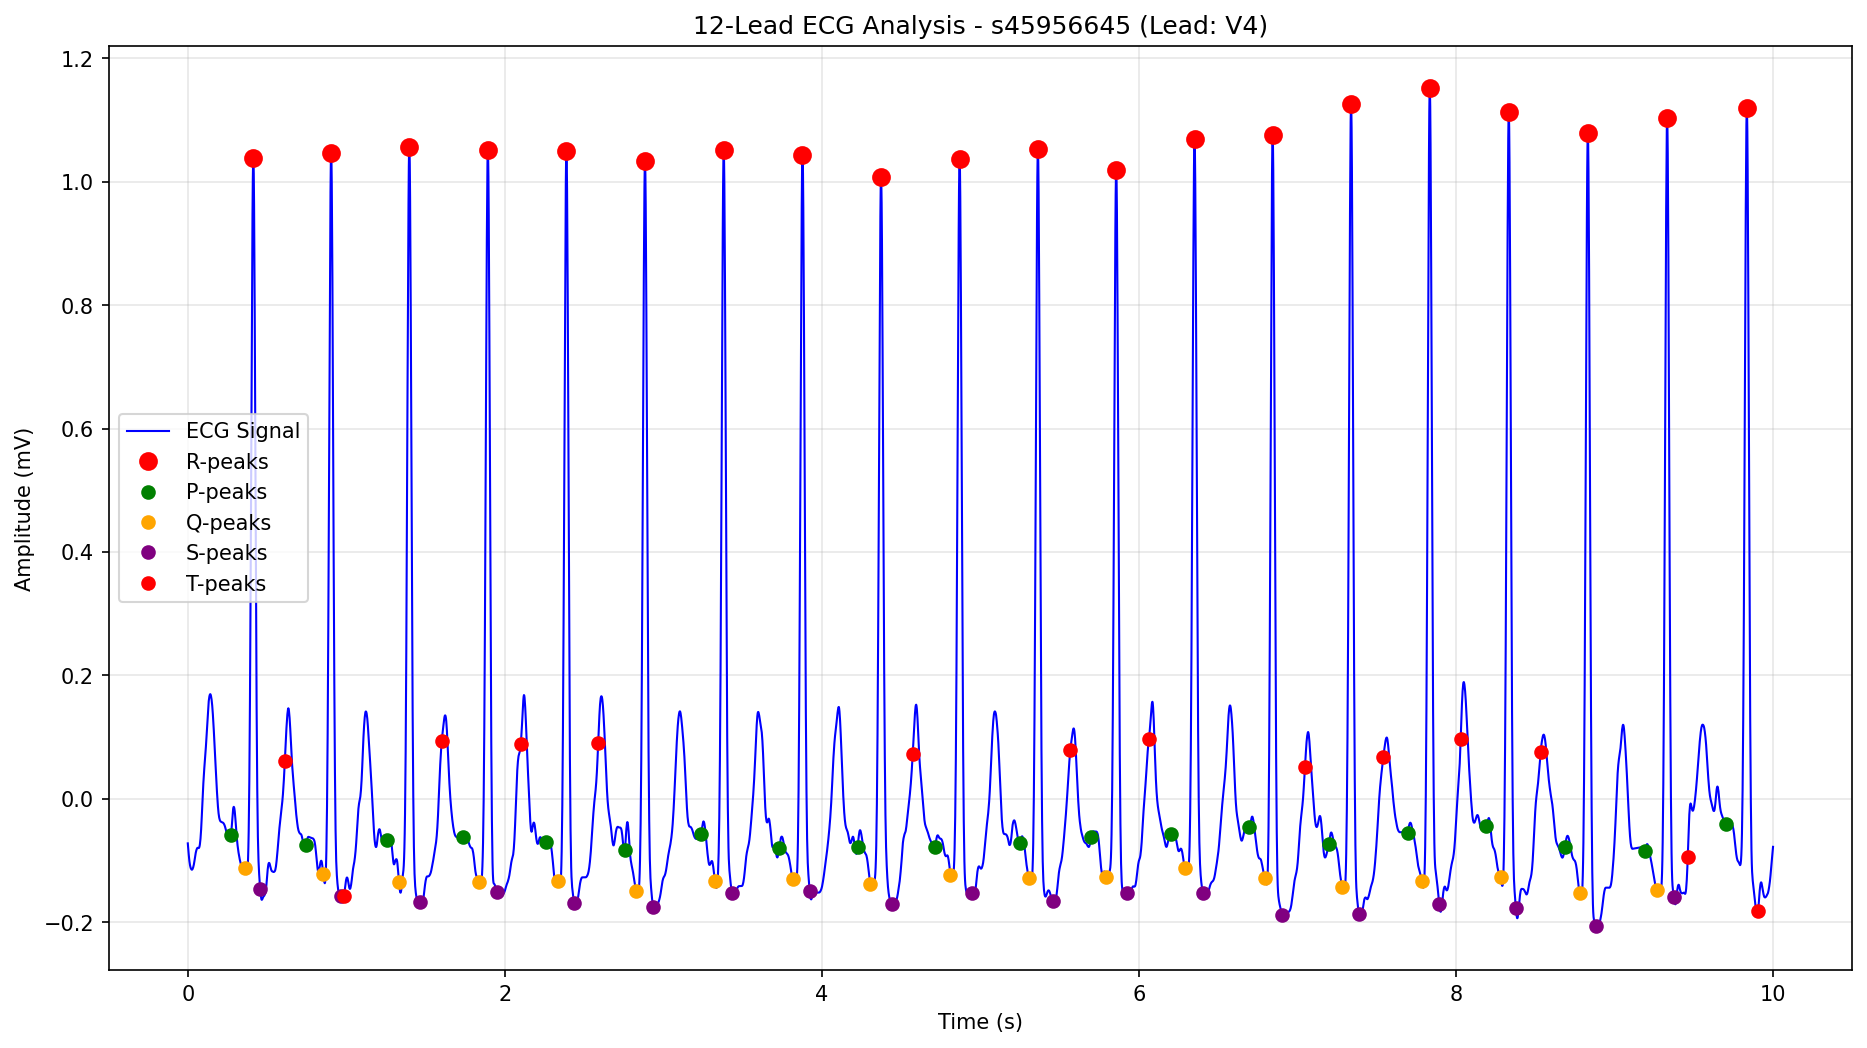 12-Lead ECG Analysis - s45956645 (Lead: V4)
1.2
1.0
0.8
0.6
0.4
0.2
0.0
−0.2
Amplitude (mV)
ECG Signal
R-peaks
P-peaks
Q-peaks
S-peaks
T-peaks
0 2 4 6 8 10
Time (s)